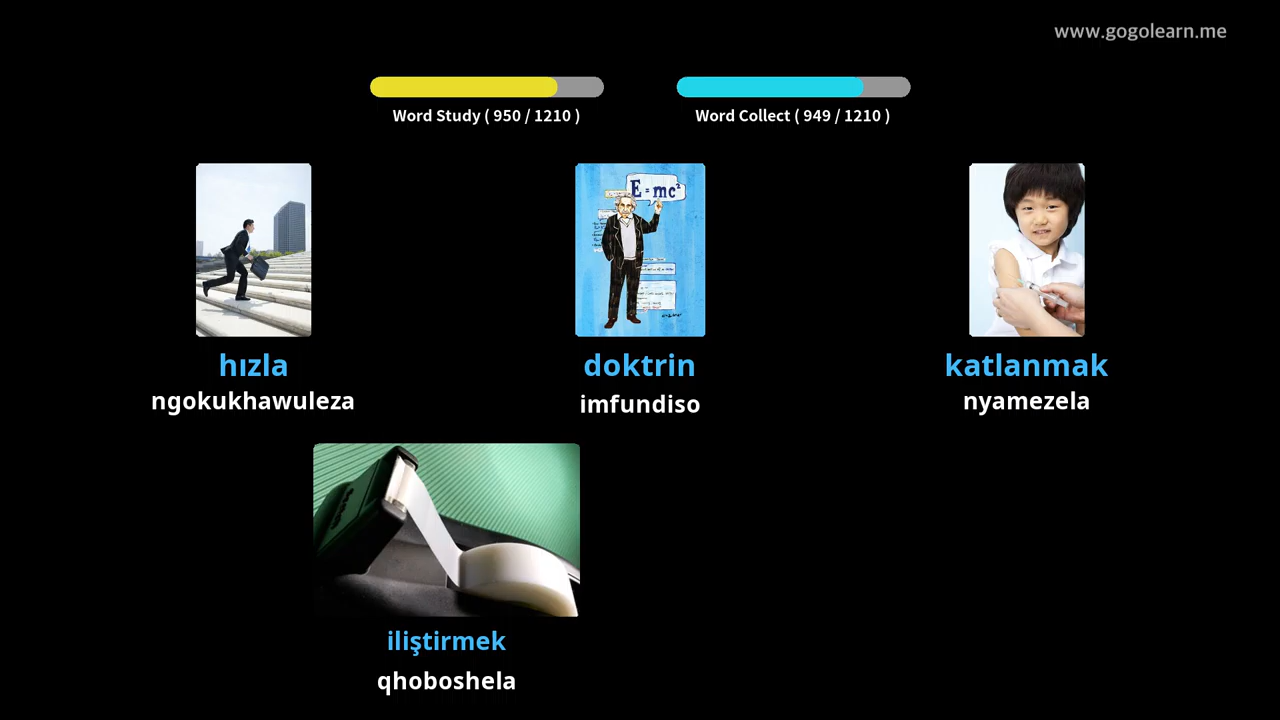 www.gogolearn.me
Word Study ( 950 / 1210 )
Word Collect ( 949 / 1210 )
E = mc²
hızla
ngokukhawuleza
doktrin
imfundiso
katlanmak
nyamezela
iliştirmek
qhoboshela